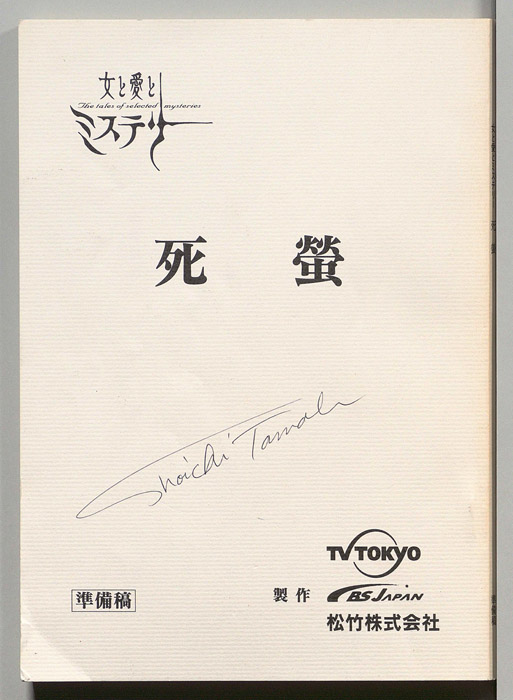 女と愛と
The tales of selected mysteries
ミステリー
死 螢
Shoichi
準備稿
製作
TV TOKYO
BS JAPAN
松竹株式会社